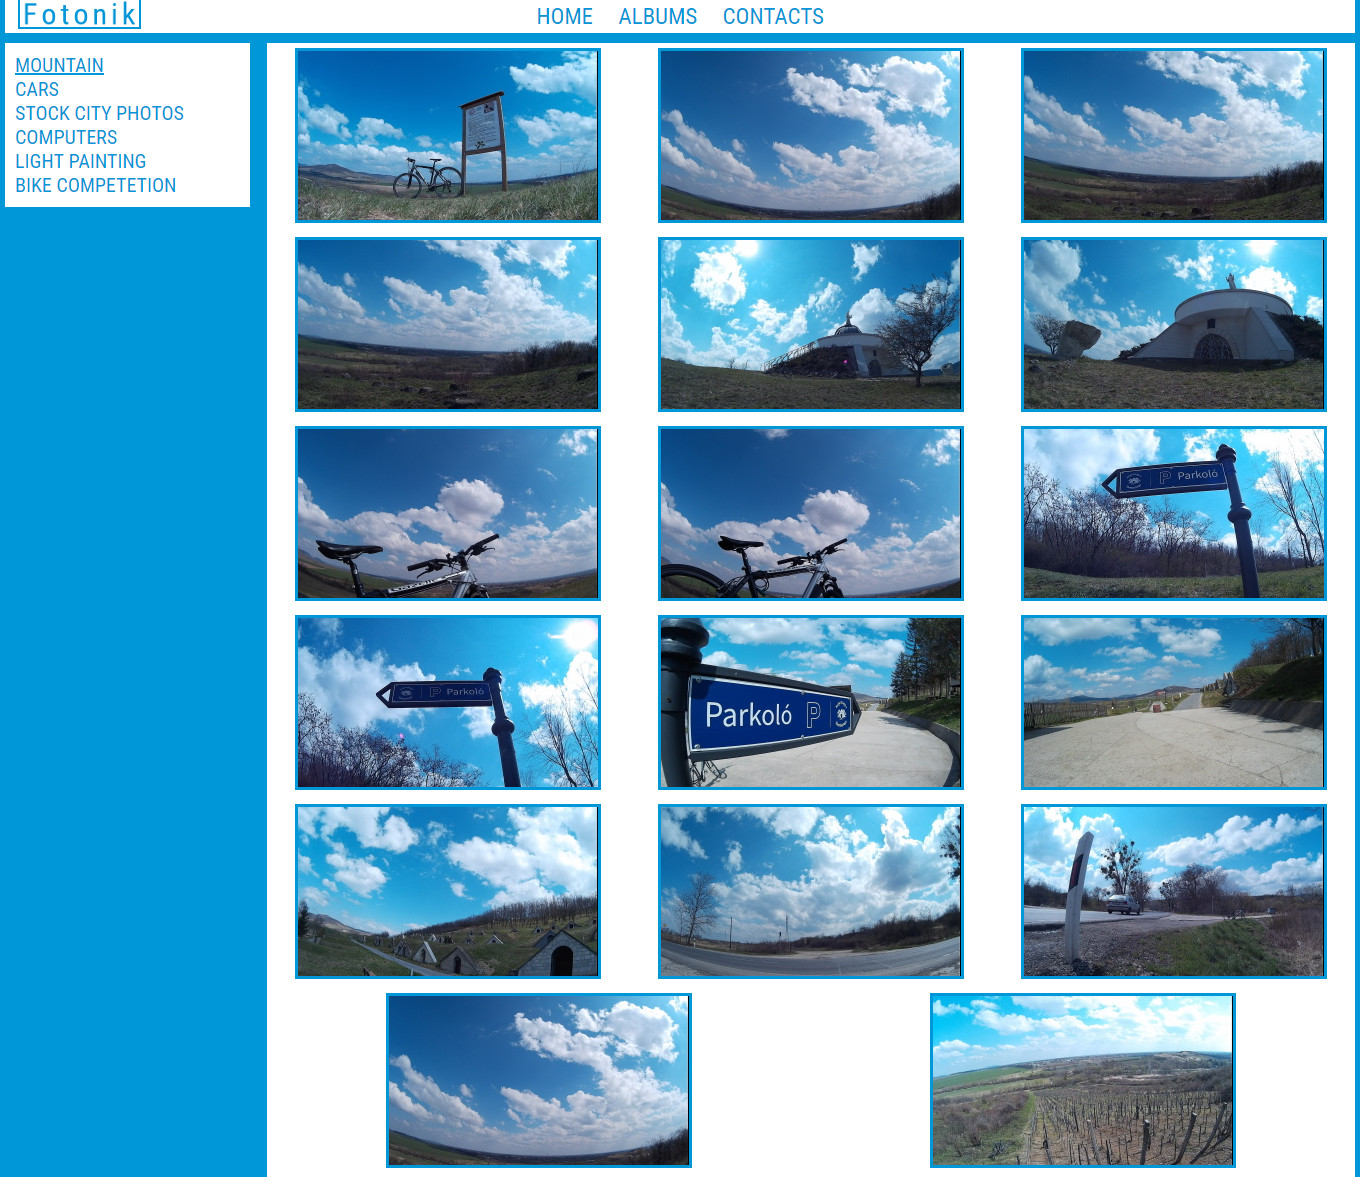 Fotonik
HOME ALBUMS CONTACTS
MOUNTAIN
CARS
STOCK CITY PHOTOS
COMPUTERS
LIGHT PAINTING
BIKE COMPETETION
P Parkoló
P Parkoló
Parkoló P